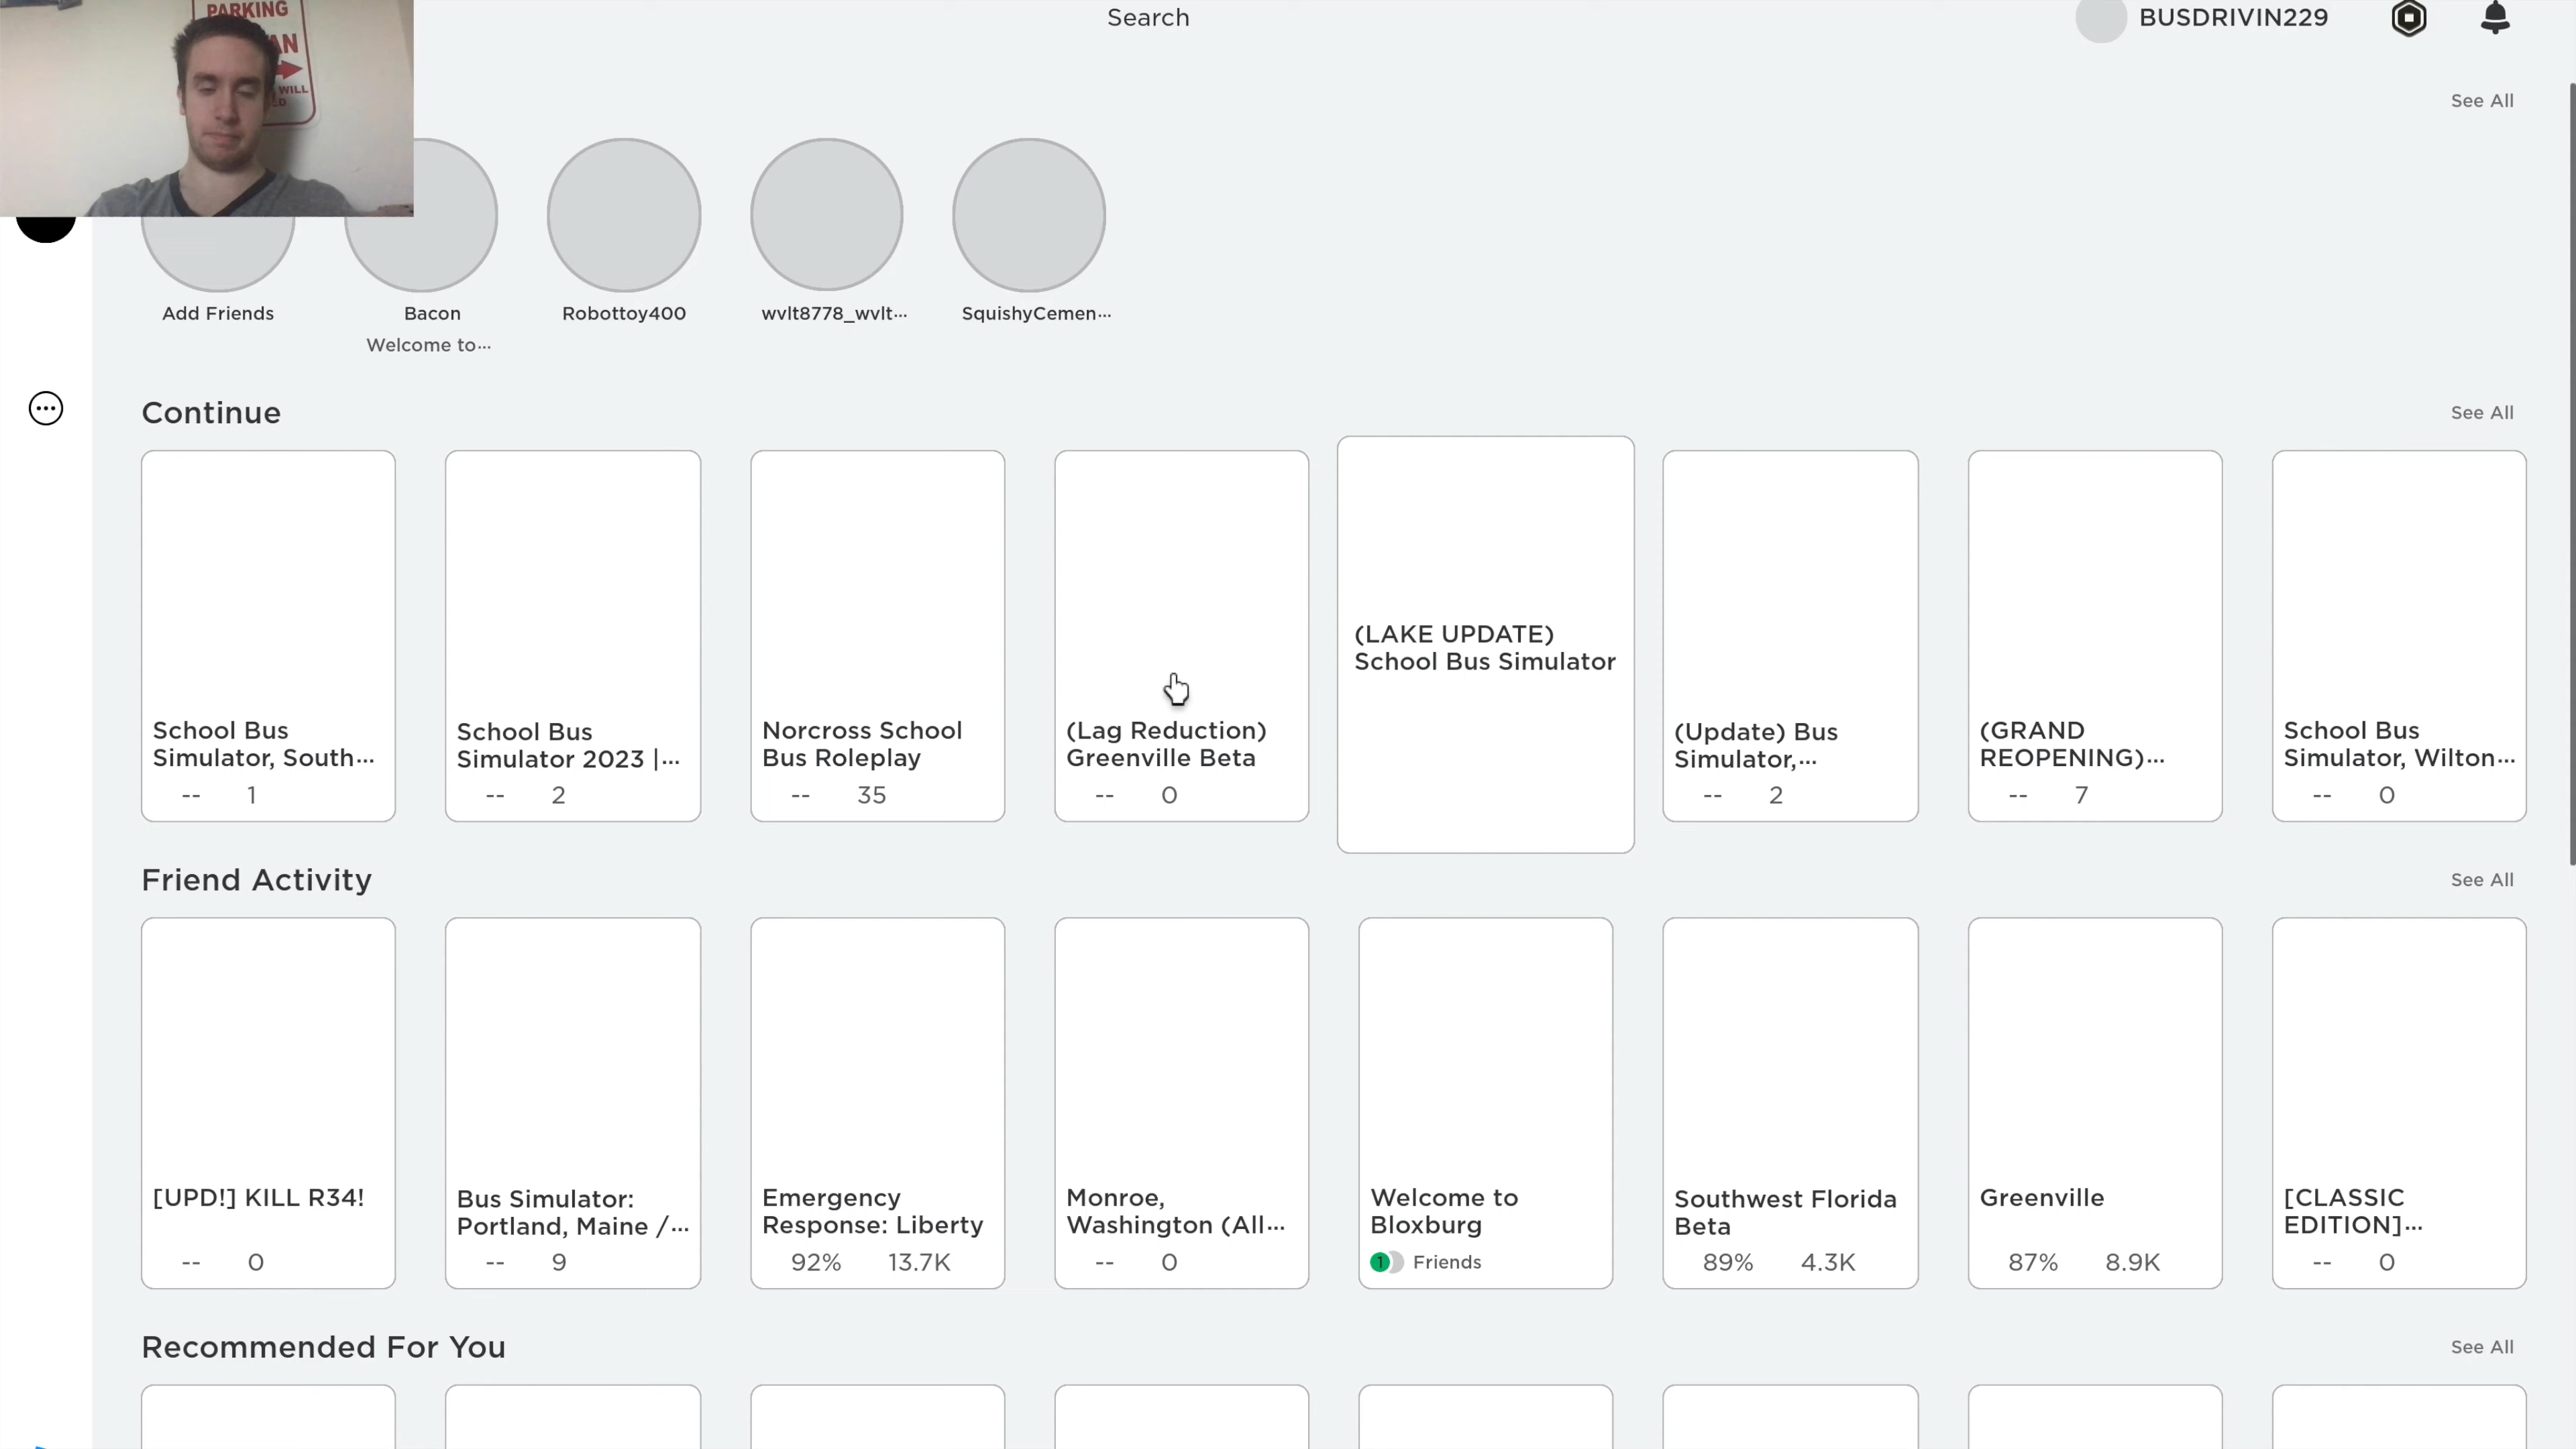 PARKING
AN
WILL
Search
BUSDRIVIN229
See All
Add Friends
Bacon
Robottoy400
wvlt8778_wvlt...
SquishyCemen...
Welcome to...
Continue
See All
School Bus
Simulator, South...
-- 1
School Bus
Simulator 2023 |...
-- 2
Norcross School
Bus Roleplay
-- 35
(Lag Reduction)
Greenville Beta
-- 0
(LAKE UPDATE)
School Bus Simulator
(Update) Bus
Simulator,...
-- 2
(GRAND
REOPENING)...
-- 7
School Bus
Simulator, Wilton...
-- 0
Friend Activity
See All
[UPD!] KILL R34!
-- 0
Bus Simulator:
Portland, Maine /...
-- 9
Emergency
Response: Liberty
92% 13.7K
Monroe,
Washington (All...
-- 0
Welcome to
Bloxburg
1 Friends
Southwest Florida
Beta
89% 4.3K
Greenville
87% 8.9K
[CLASSIC
EDITION]...
-- 0
Recommended For You
See All